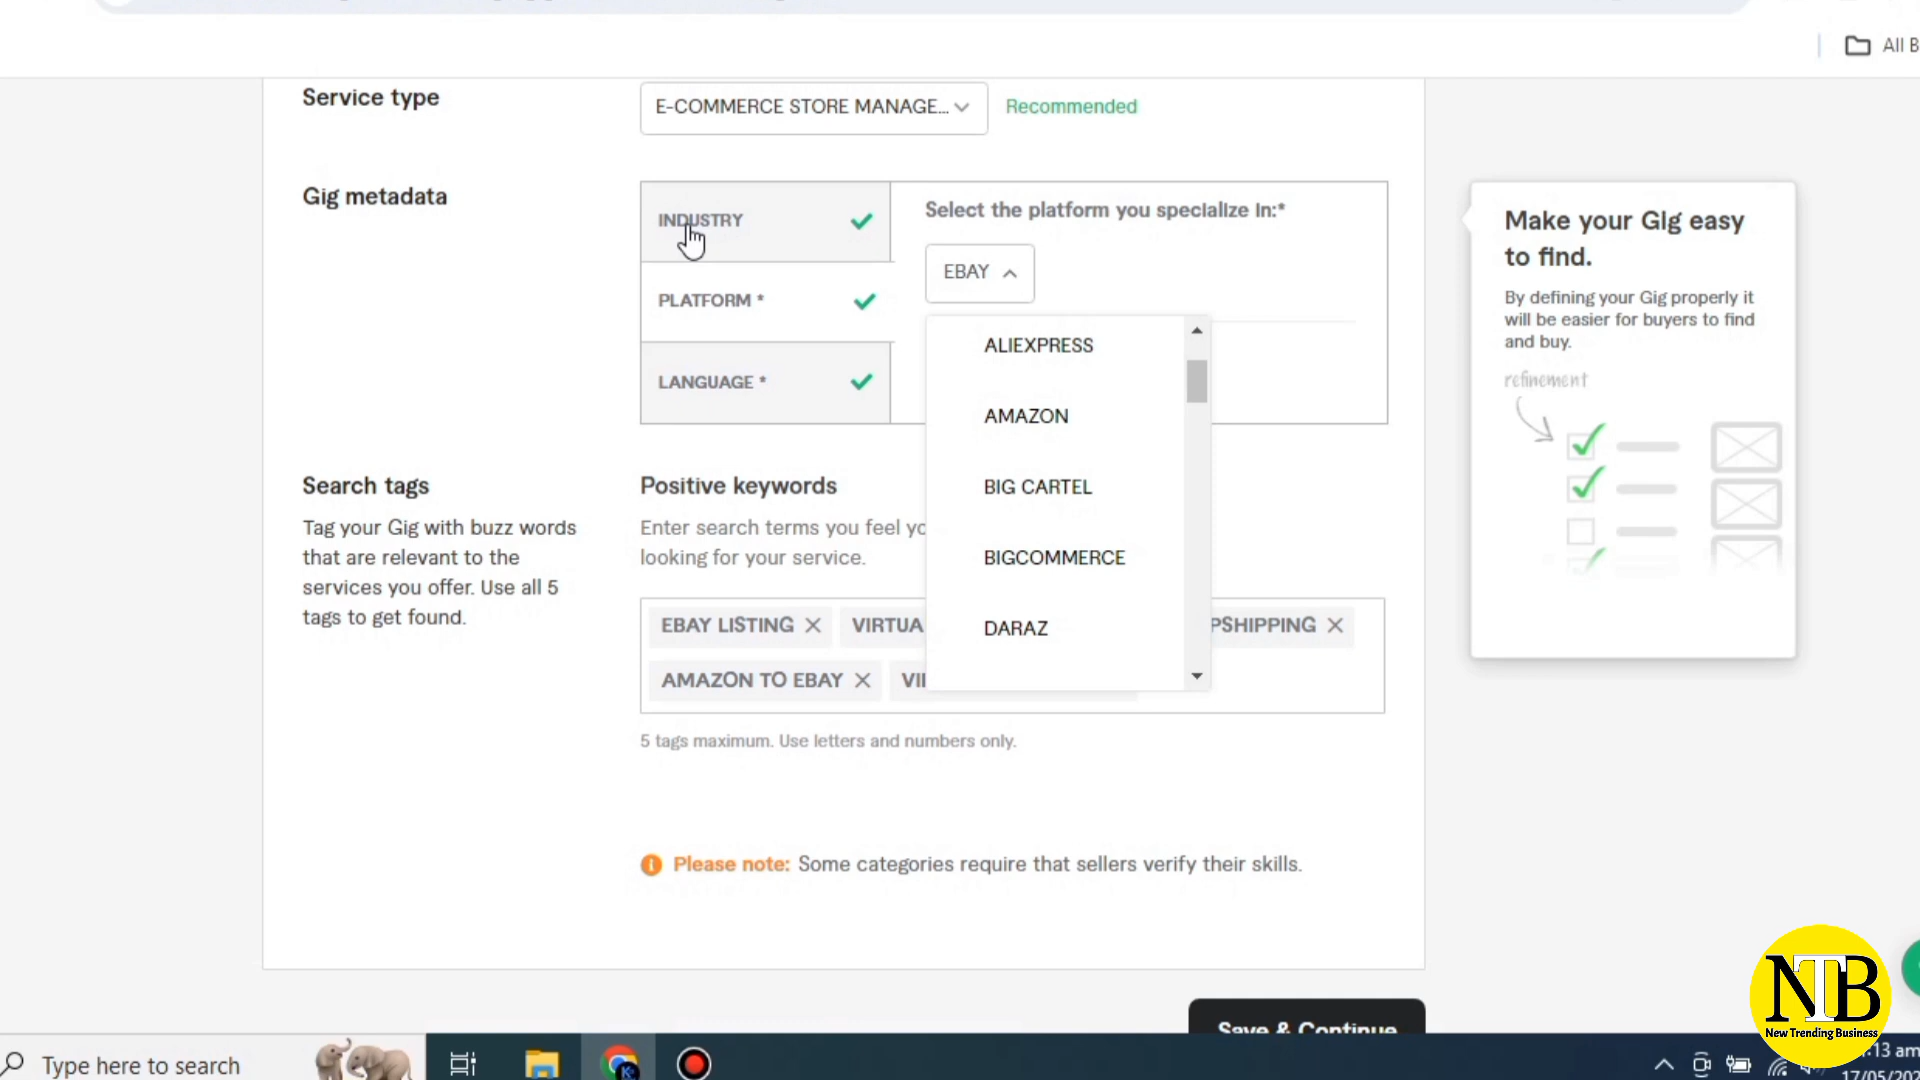 All B
Service type
E-COMMERCE STORE MANAGE...
Recommended
Gig metadata
INDUSTRY
PLATFORM *
LANGUAGE *
Select the platform you specialize in:*
EBAY
ALIEXPRESS
AMAZON
BIG CARTEL
BIGCOMMERCE
DARAZ
Make your Gig easy
to find.
By defining your Gig properly it
will be easier for buyers to find
and buy.
refinement
Search tags
Tag your Gig with buzz words
that are relevant to the
services you offer. Use all 5
tags to get found.
Positive keywords
Enter search terms you feel yo
looking for your service.
EBAY LISTING
VIRTUA
PSHIPPING
AMAZON TO EBAY
5 tags maximum. Use letters and numbers only.
Please note: Some categories require that sellers verify their skills.
Save & Continue
NTB
New Trending Business
Type here to search
:13 am
17/05/202